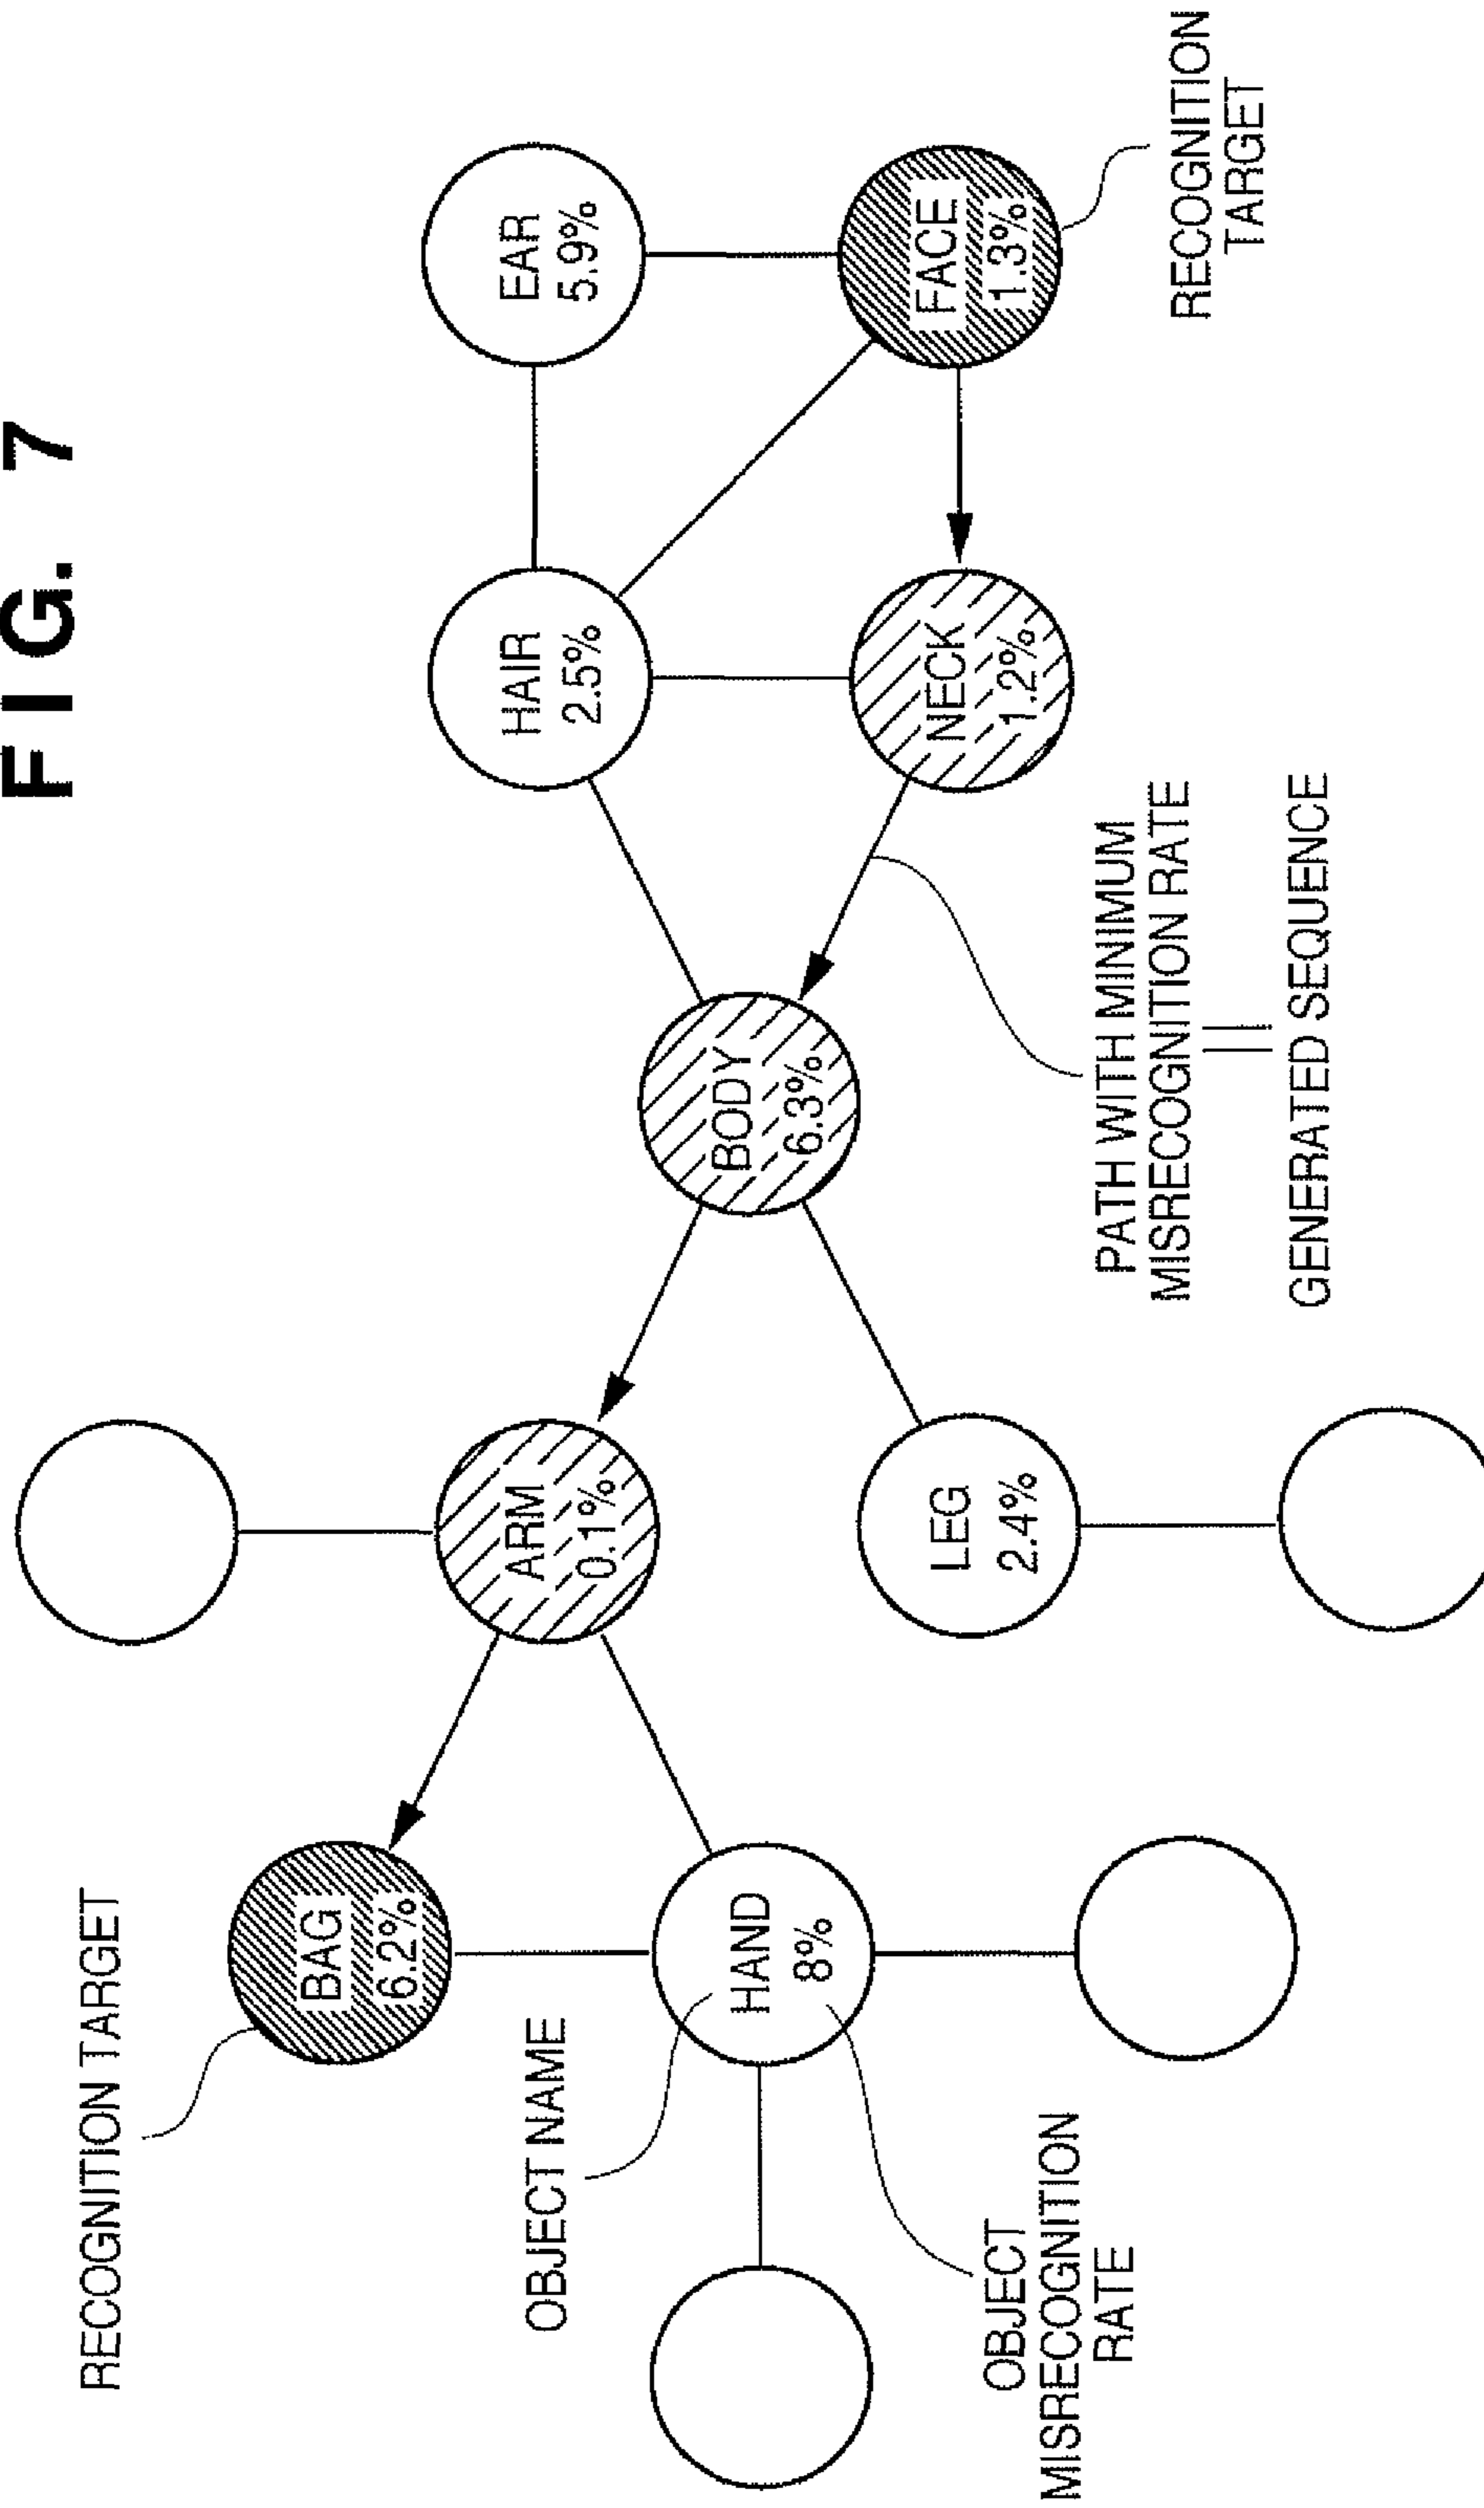 FIG. 7
RECOGNITION TARGET
BAG
6.2%
OBJECT NAME
HAND
8%
OBJECT
MISRECOGNITION
RATE
ARM
0.1%
LEG
2.4%
BODY
6.3%
PATH WITH MINIMUM
MISRECOGNITION RATE
GENERATED SEQUENCE
HAIR
2.5%
NECK
1.2%
EAR
5.9%
FACE
1.3%
RECOGNITION
TARGET